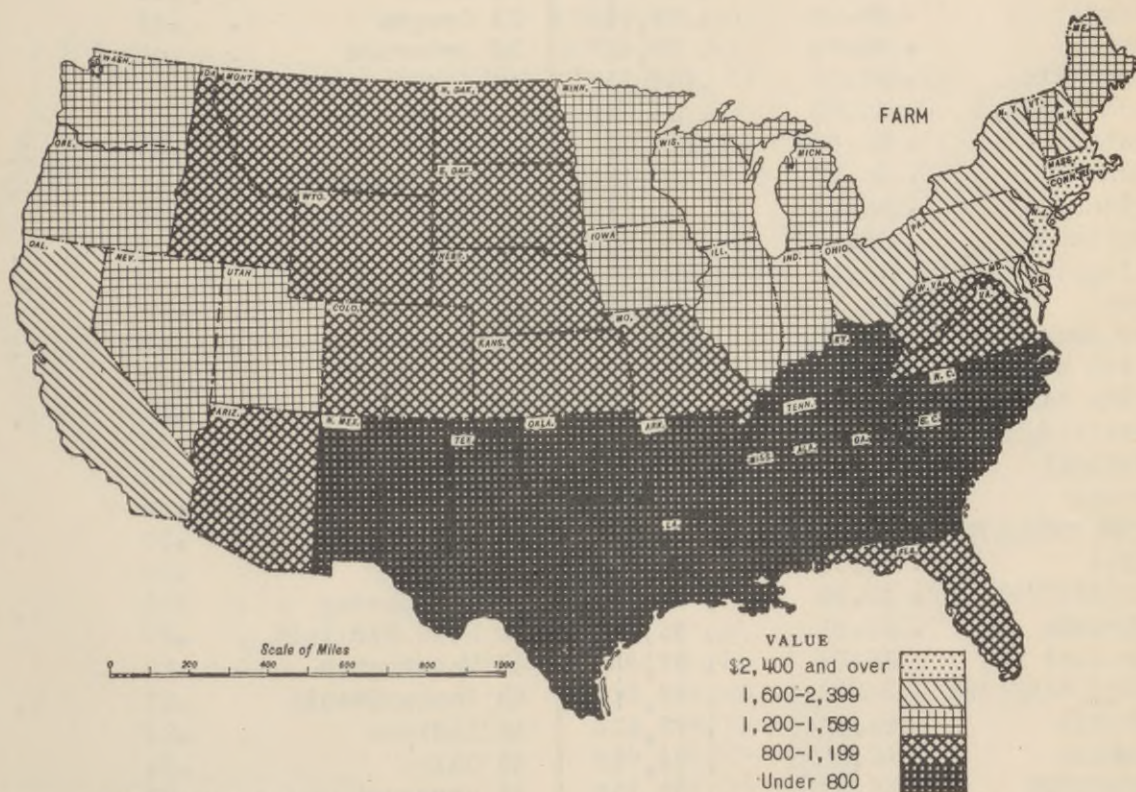 FARM
WASH.
MONT.
N. DAK.
MINN.
ME.
VT.
N.H.
N.Y.
ORE.
S. DAK.
WIS.
MICH.
MASS.
CONN.
WYO.
N.J.
CAL.
NEV.
UTAH
NEBR.
IOWA
ILL.
IND.
OHIO
PA.
MD.
DEL.
W. VA.
VA.
COLO.
KANS.
MO.
KY.
N. C.
ARIZ.
N. MEX.
TEX.
OKLA.
ARK.
TENN.
S. C.
MISS.
ALA.
GA.
LA.
FLA.
Scale of Miles
0 200 400 600 800 1000
VALUE
$2,400 and over
1,600-2,399
1,200-1,599
800-1,199
Under 800